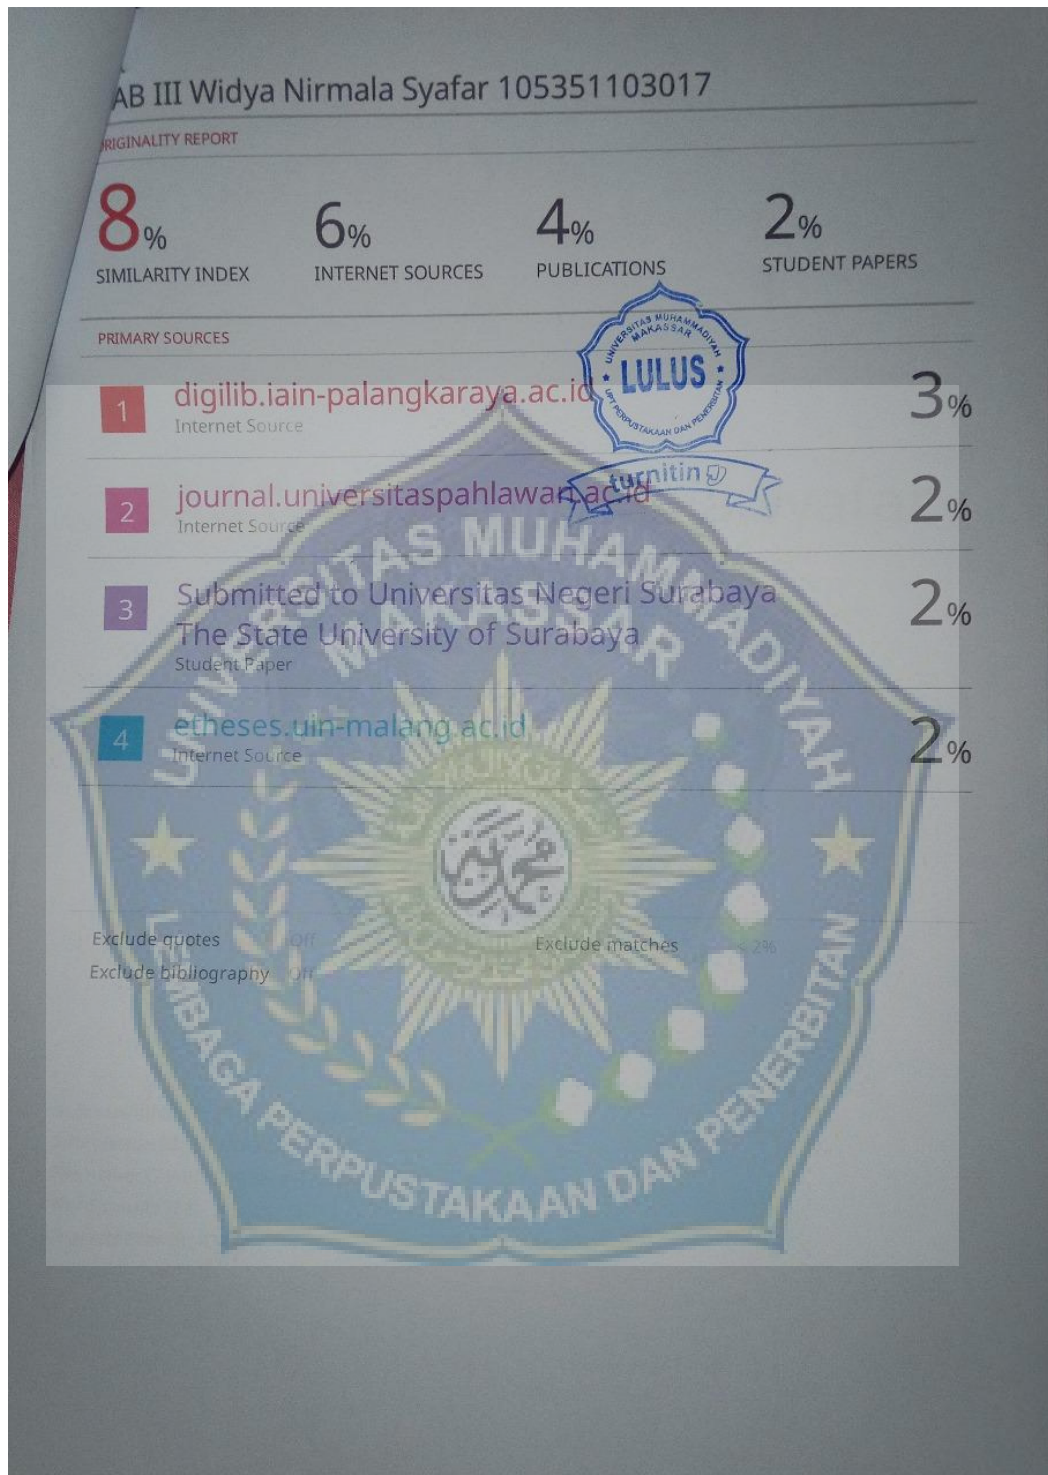 AB III Widya Nirmala Syafar 105351103017
RIGINALITY REPORT
8%
SIMILARITY INDEX
6%
INTERNET SOURCES
4%
PUBLICATIONS
2%
STUDENT PAPERS
PRIMARY SOURCES
UNIVERSITAS MUHAMMADIYAH
MAKASSAR
LULUS
UPT PERPUSTAKAAN DAN PENERBITAN
turnitin
1
digilib.iain-palangkaraya.ac.id
Internet Source
3%
2
journal.universitaspahlawan.ac.id
Internet Source
2%
3
Submitted to Universitas Negeri Surabaya
The State University of Surabaya
Student Paper
2%
4
etheses.uin-malang.ac.id
Internet Source
2%
Exclude quotes Off
Exclude matches < 2%
Exclude bibliography Off
UNIVERSITAS MUHAMMADIYAH
MAKASSAR
LEMBAGA PERPUSTAKAAN DAN PENERBITAN